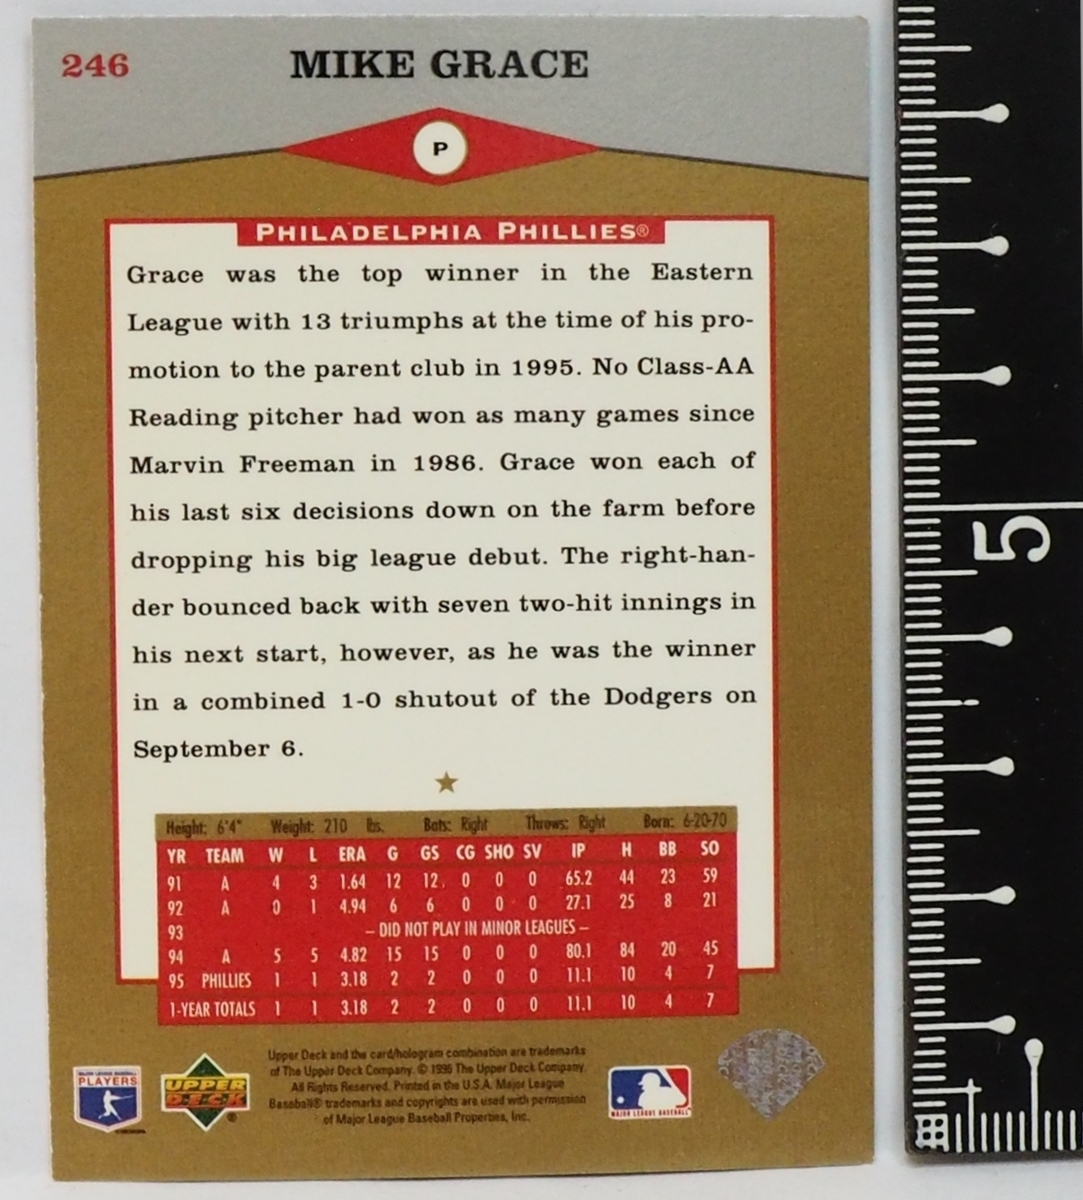 246
MIKE GRACE
P
PHILADELPHIA PHILLIES®
Grace was the top winner in the Eastern
League with 13 triumphs at the time of his pro-
motion to the parent club in 1995. No Class-AA
Reading pitcher had won as many games since
Marvin Freeman in 1986. Grace won each of
his last six decisions down on the farm before
dropping his big league debut. The right-han-
der bounced back with seven two-hit innings in
his next start, however, as he was the winner
in a combined 1-0 shutout of the Dodgers on
September 6.
Height: 6'4" Weight: 210 lbs. Bats: Right Throws: Right Born: 6-20-70
YR TEAM W L ERA G GS CG SHO SV IP H BB SO
91 A 4 3 1.64 12 12 0 0 0 65.2 44 23 59
92 A 0 1 4.94 6 6 0 0 0 27.1 25 8 21
93 – DID NOT PLAY IN MINOR LEAGUES –
94 A 5 5 4.82 15 15 0 0 0 80.1 84 20 45
95 PHILLIES 1 1 3.18 2 2 0 0 0 11.1 10 4 7
1-YEAR TOTALS 1 1 3.18 2 2 0 0 0 11.1 10 4 7
Upper Deck and the card/hologram combination are trademarks
of The Upper Deck Company. © 1996 The Upper Deck Company.
All Rights Reserved. Printed in the U.S.A. Major League
Baseball® trademarks and copyrights are used with permission
of Major League Baseball Properties, Inc.
MAJOR LEAGUE BASEBALL
PLAYERS
UPPER
DECK
®
MAJOR LEAGUE BASEBALL
5